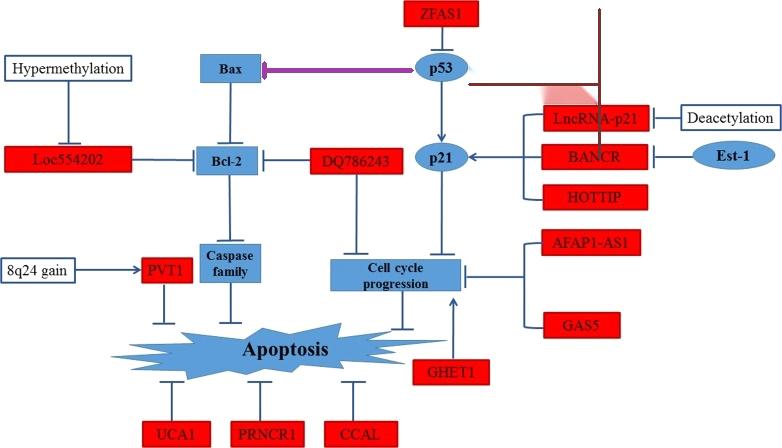 ZFAS1
Hypermethylation
Bax
p53
LncRNA-p21
Deacetylation
Loc554202
Bcl-2
DQ786243
p21
BANCR
Est-1
HOTTIP
8q24 gain
PVT1
Caspase
family
Cell cycle
progression
AFAP1-AS1
GAS5
Apoptosis
GHET1
UCA1
PRNCR1
CCAL